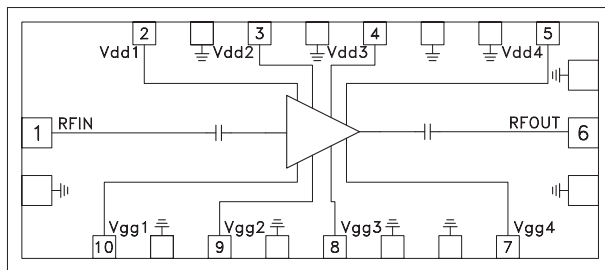 2 3 4 5
Vdd1 Vdd2 Vdd3 Vdd4
1 RFIN RFOUT 6
Vgg1 Vgg2 Vgg3 Vgg4
10 9 8 7